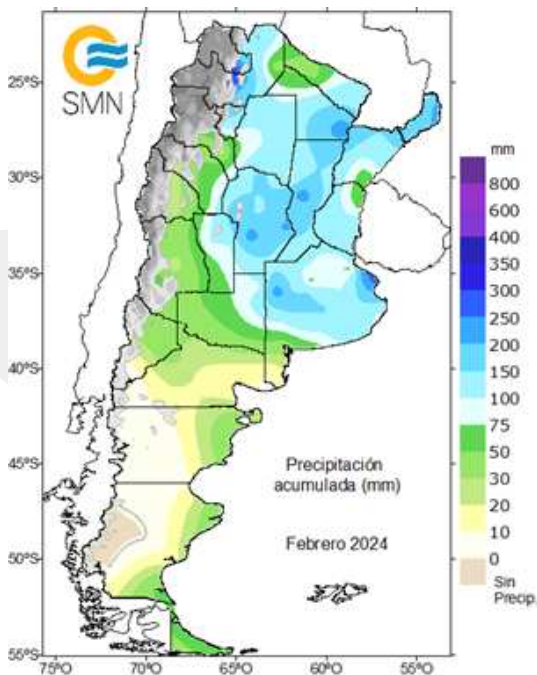 SMN
25°S
30°S
35°S
40°S
45°S
50°S
55°S
75°O
70°O
65°O
60°O
55°O
Precipitación
acumulada (mm)
Febrero 2024
mm
800
600
400
350
300
250
200
150
100
75
50
30
20
10
0
Sin
Precip.